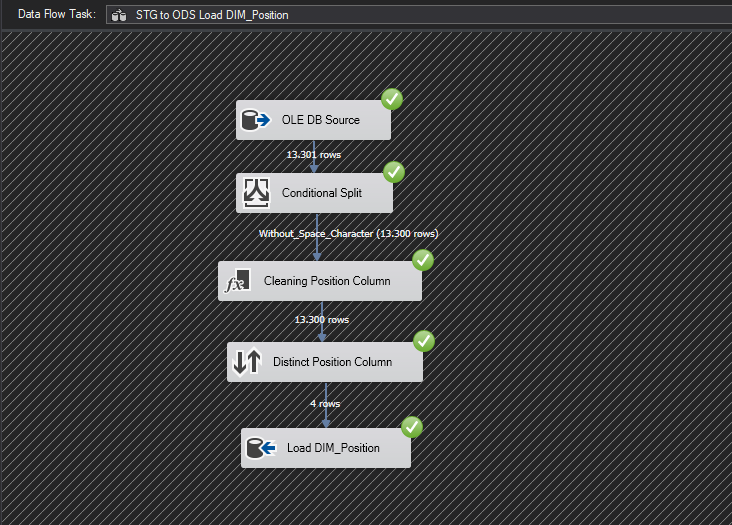 Data Flow Task: STG to ODS Load DIM_Position
OLE DB Source
13.301 rows
Conditional Split
Without_Space_Character (13.300 rows)
fx Cleaning Position Column
13.300 rows
Distinct Position Column
4 rows
Load DIM_Position